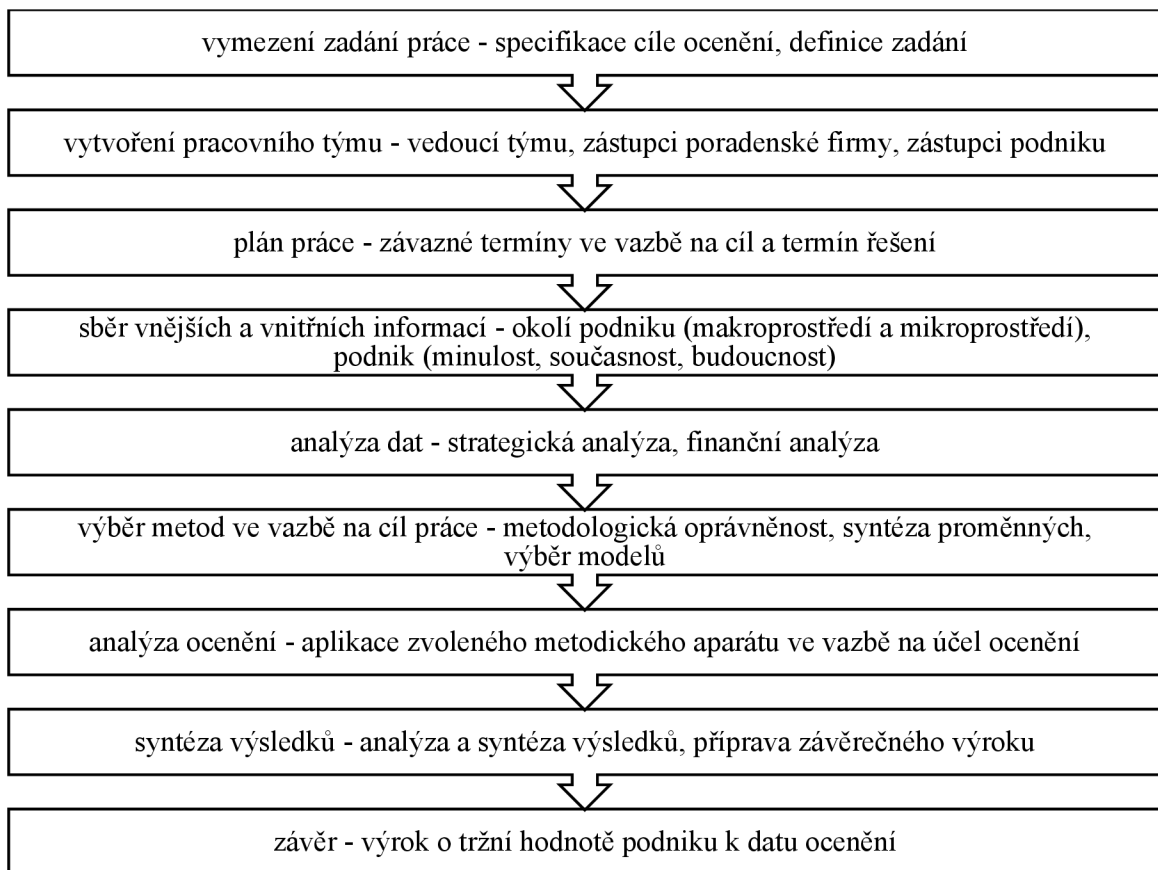 vymezení zadání práce - specifikace cíle ocenění, definice zadání
vytvoření pracovního týmu - vedoucí týmu, zástupci poradenské firmy, zástupci podniku
plán práce - závazné termíny ve vazbě na cíl a termín řešení
sběr vnějších a vnitřních informací - okolí podniku (makroprostředí a mikroprostředí),
podnik (minulost, současnost, budoucnost)
analýza dat - strategická analýza, finanční analýza
výběr metod ve vazbě na cíl práce - metodologická oprávněnost, syntéza proměnných,
výběr modelů
analýza ocenění - aplikace zvoleného metodického aparátu ve vazbě na účel ocenění
syntéza výsledků - analýza a syntéza výsledků, příprava závěrečného výroku
závěr - výrok o tržní hodnotě podniku k datu ocenění